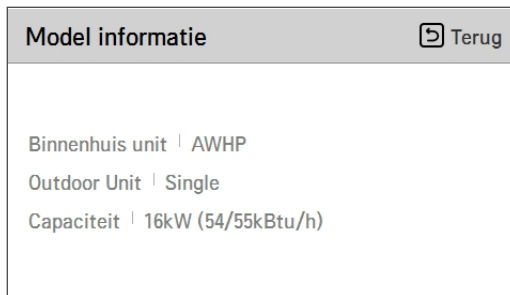 Model informatie
Terug
Binnenhuis unit | AWHP
Outdoor Unit | Single
Capaciteit | 16kW (54/55kBtu/h)